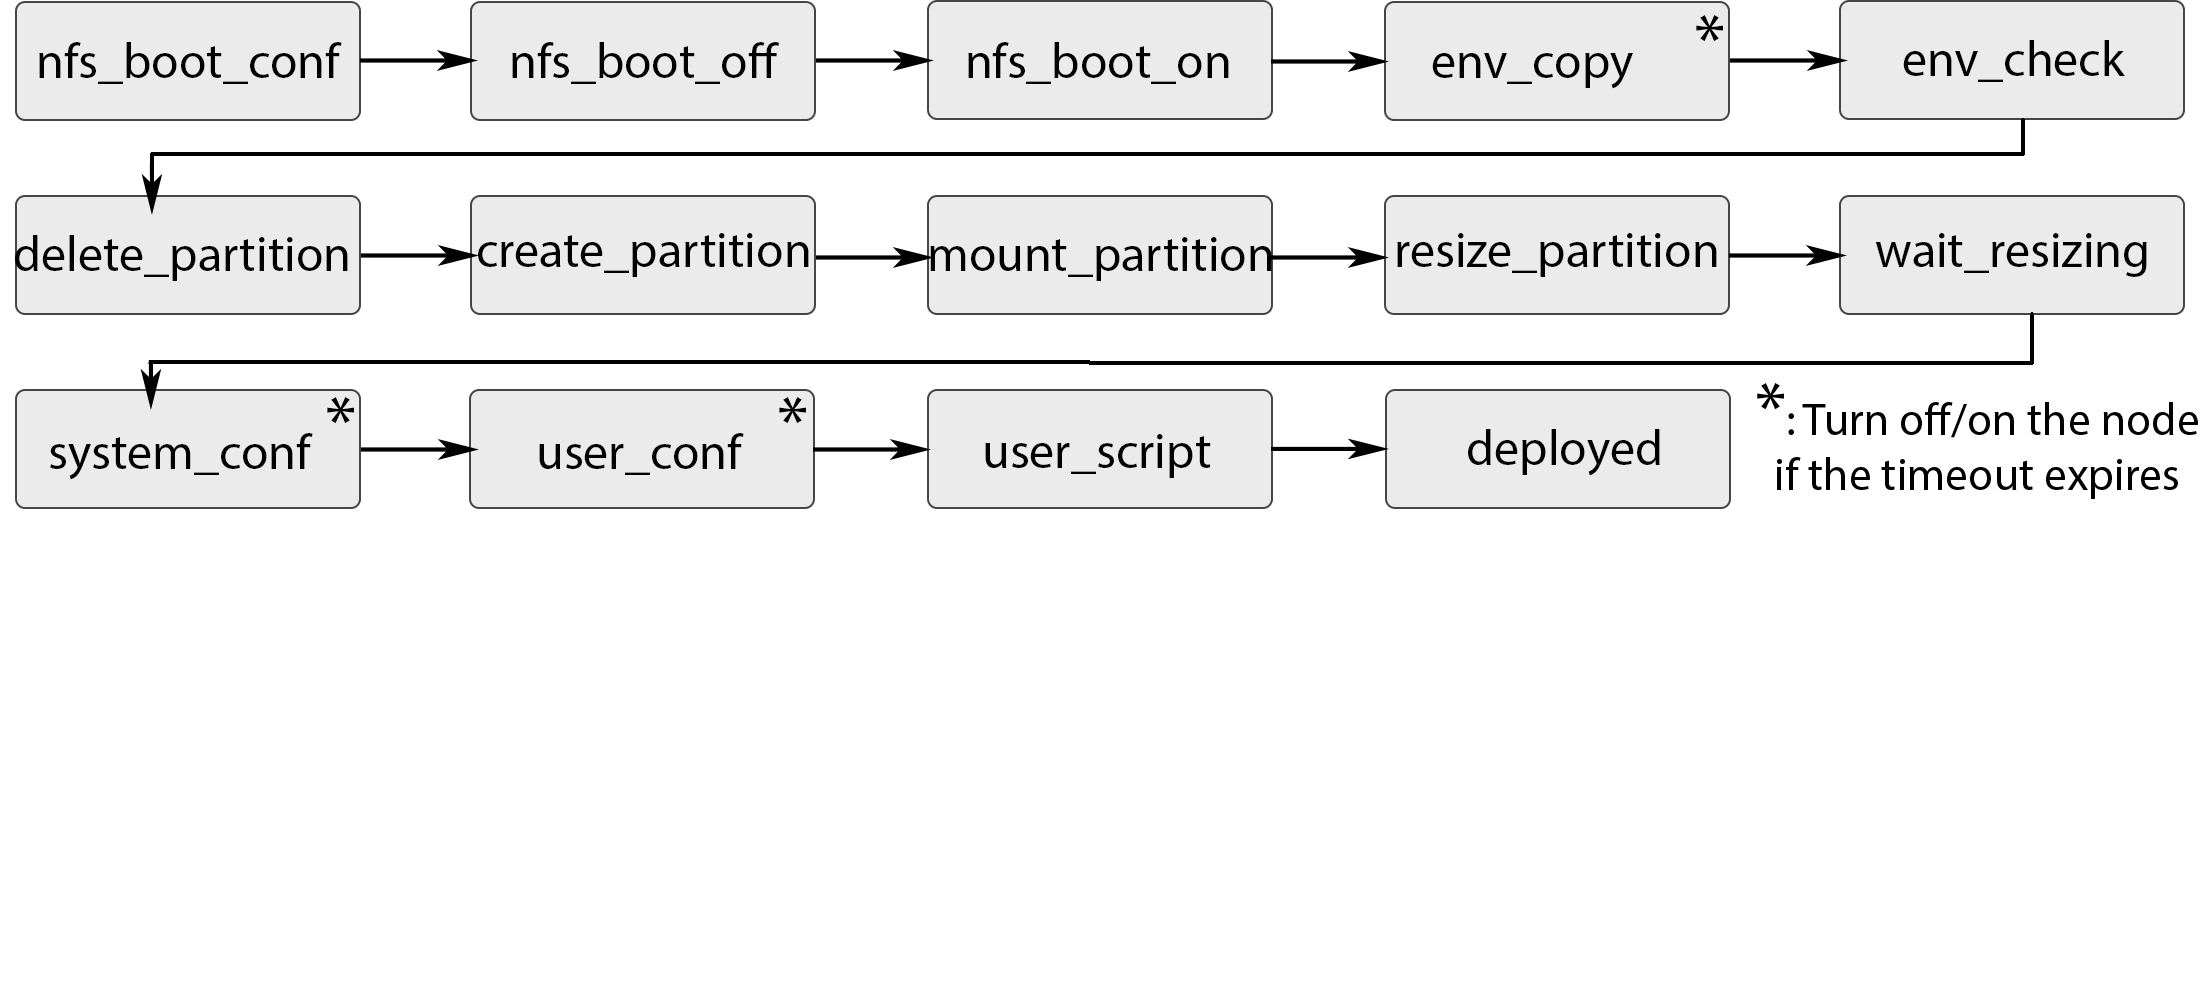 nfs_boot_conf
nfs_boot_off
nfs_boot_on
env_copy *
env_check
delete_partition
create_partition
mount_partition
resize_partition
wait_resizing
system_conf *
user_conf *
user_script
deployed
*: Turn off/on the node
if the timeout expires